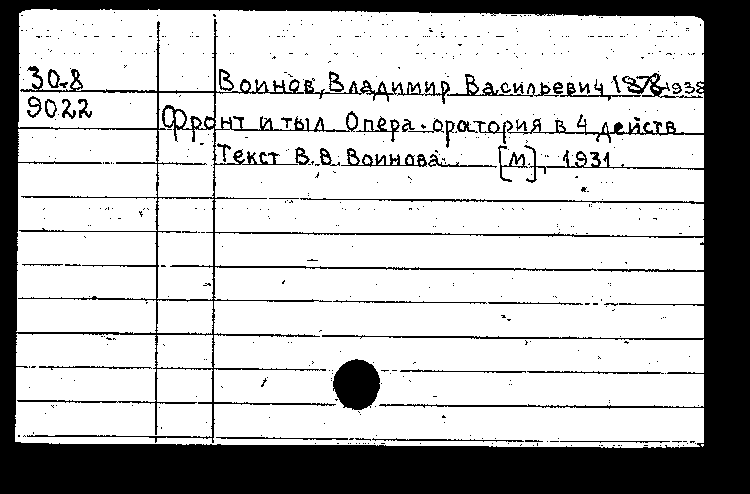 30-8 Воинов, Владимир Васильевич, 1878-1938
9022 Фронт и тыл Опера-оратория в 4 действ
Текст В.В. Воинова [М.], 1931.